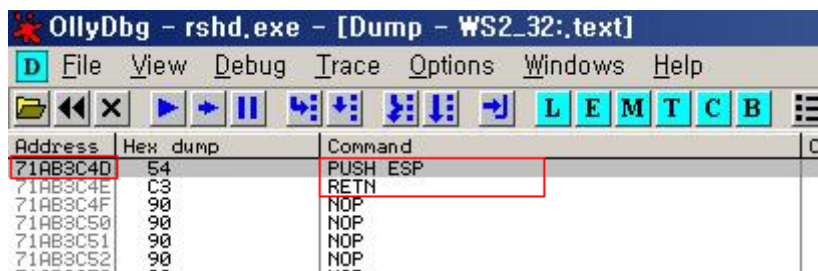 OllyDbg - rshd.exe - [Dump - WS2_32:.text]
D File View Debug Trace Options Windows Help
L E M T C B
Address Hex dump Command
71AB3C4D 54 PUSH ESP
71AB3C4E C3 RETN
71AB3C4F 90 NOP
71AB3C50 90 NOP
71AB3C51 90 NOP
71AB3C52 90 NOP